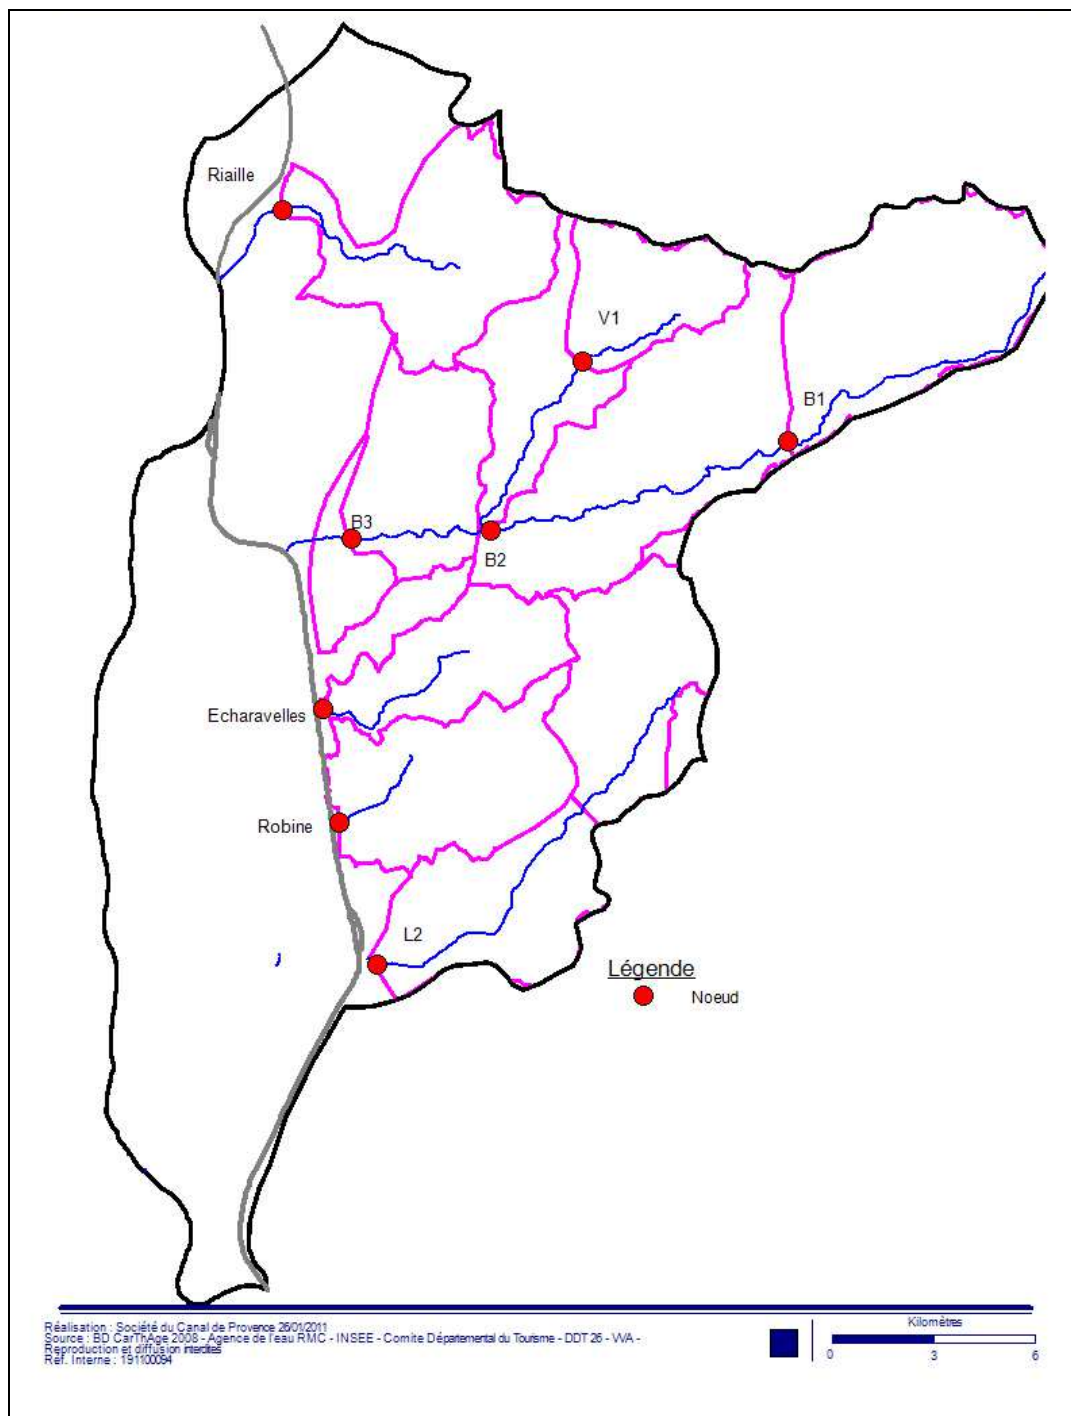 Riaille
V1
B1
B3
B2
Echaravelles
Robine
L2
Légende
Noeud
Réalisation : Société du Canal de Provence 26/01/2011
Source : BD CarThAge 2008 - Agence de l'eau RMC - INSEE - Comite Départemental du Tourisme - DDT 26 - VVA -
Reproduction et diffusion interdites
Réf. Interne : 191100094
Kilomètres
0 3 6